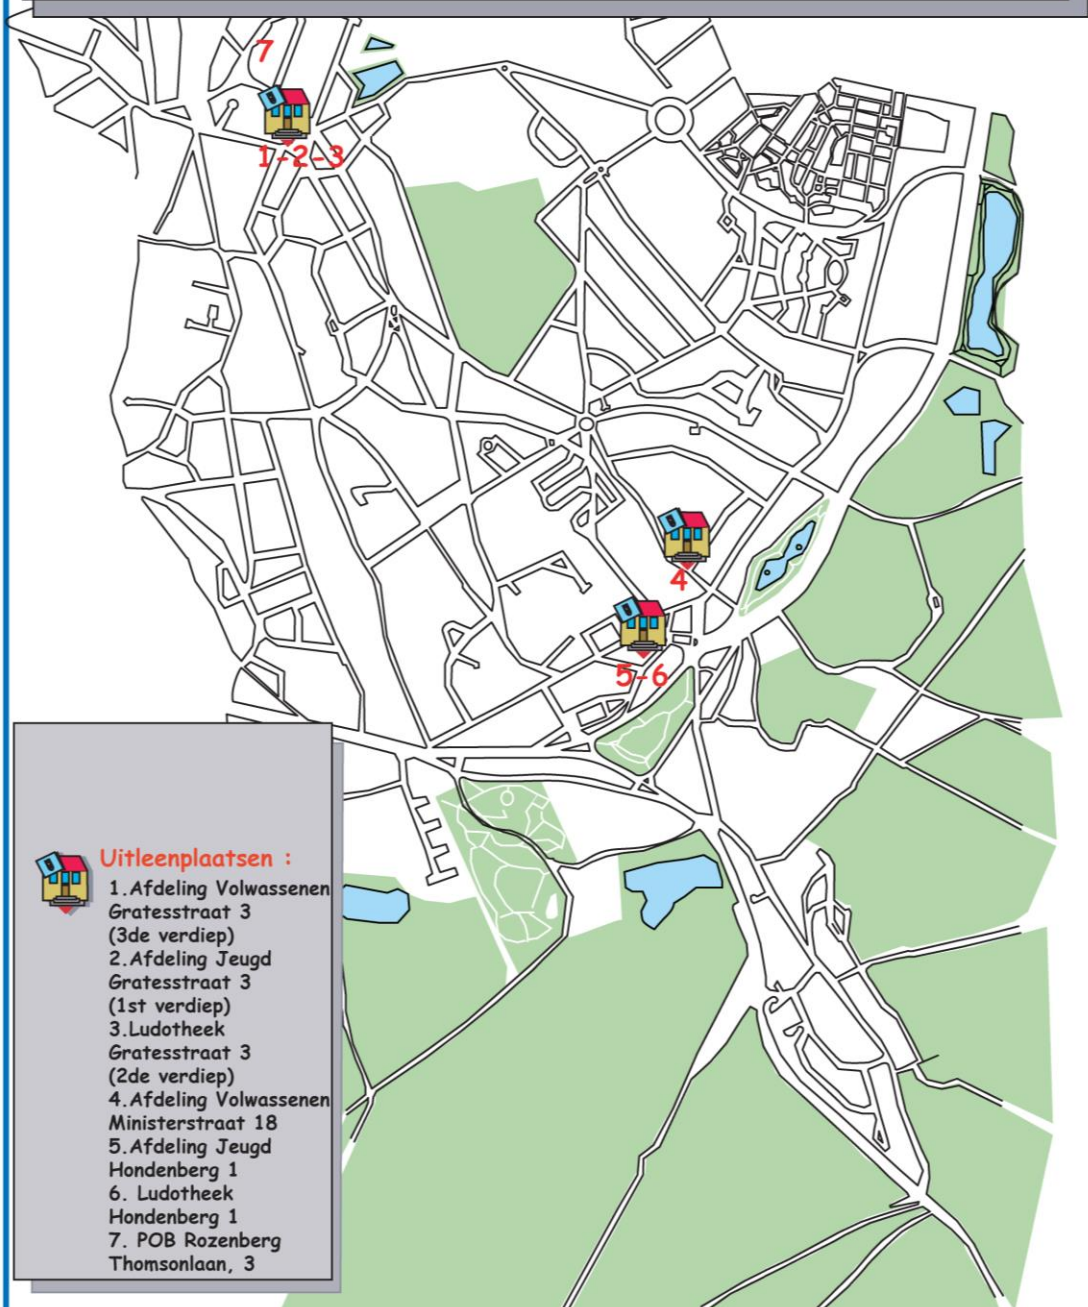 7
1-2-3
4
5-6
Uitleenplaatsen :
1.Afdeling Volwassenen
Gratesstraat 3
(3de verdiep)
2.Afdeling Jeugd
Gratesstraat 3
(1st verdiep)
3.Ludotheek
Gratesstraat 3
(2de verdiep)
4.Afdeling Volwassenen
Ministerstraat 18
5.Afdeling Jeugd
Hondenberg 1
6. Ludotheek
Hondenberg 1
7. POB Rozenberg
Thomsonlaan, 3